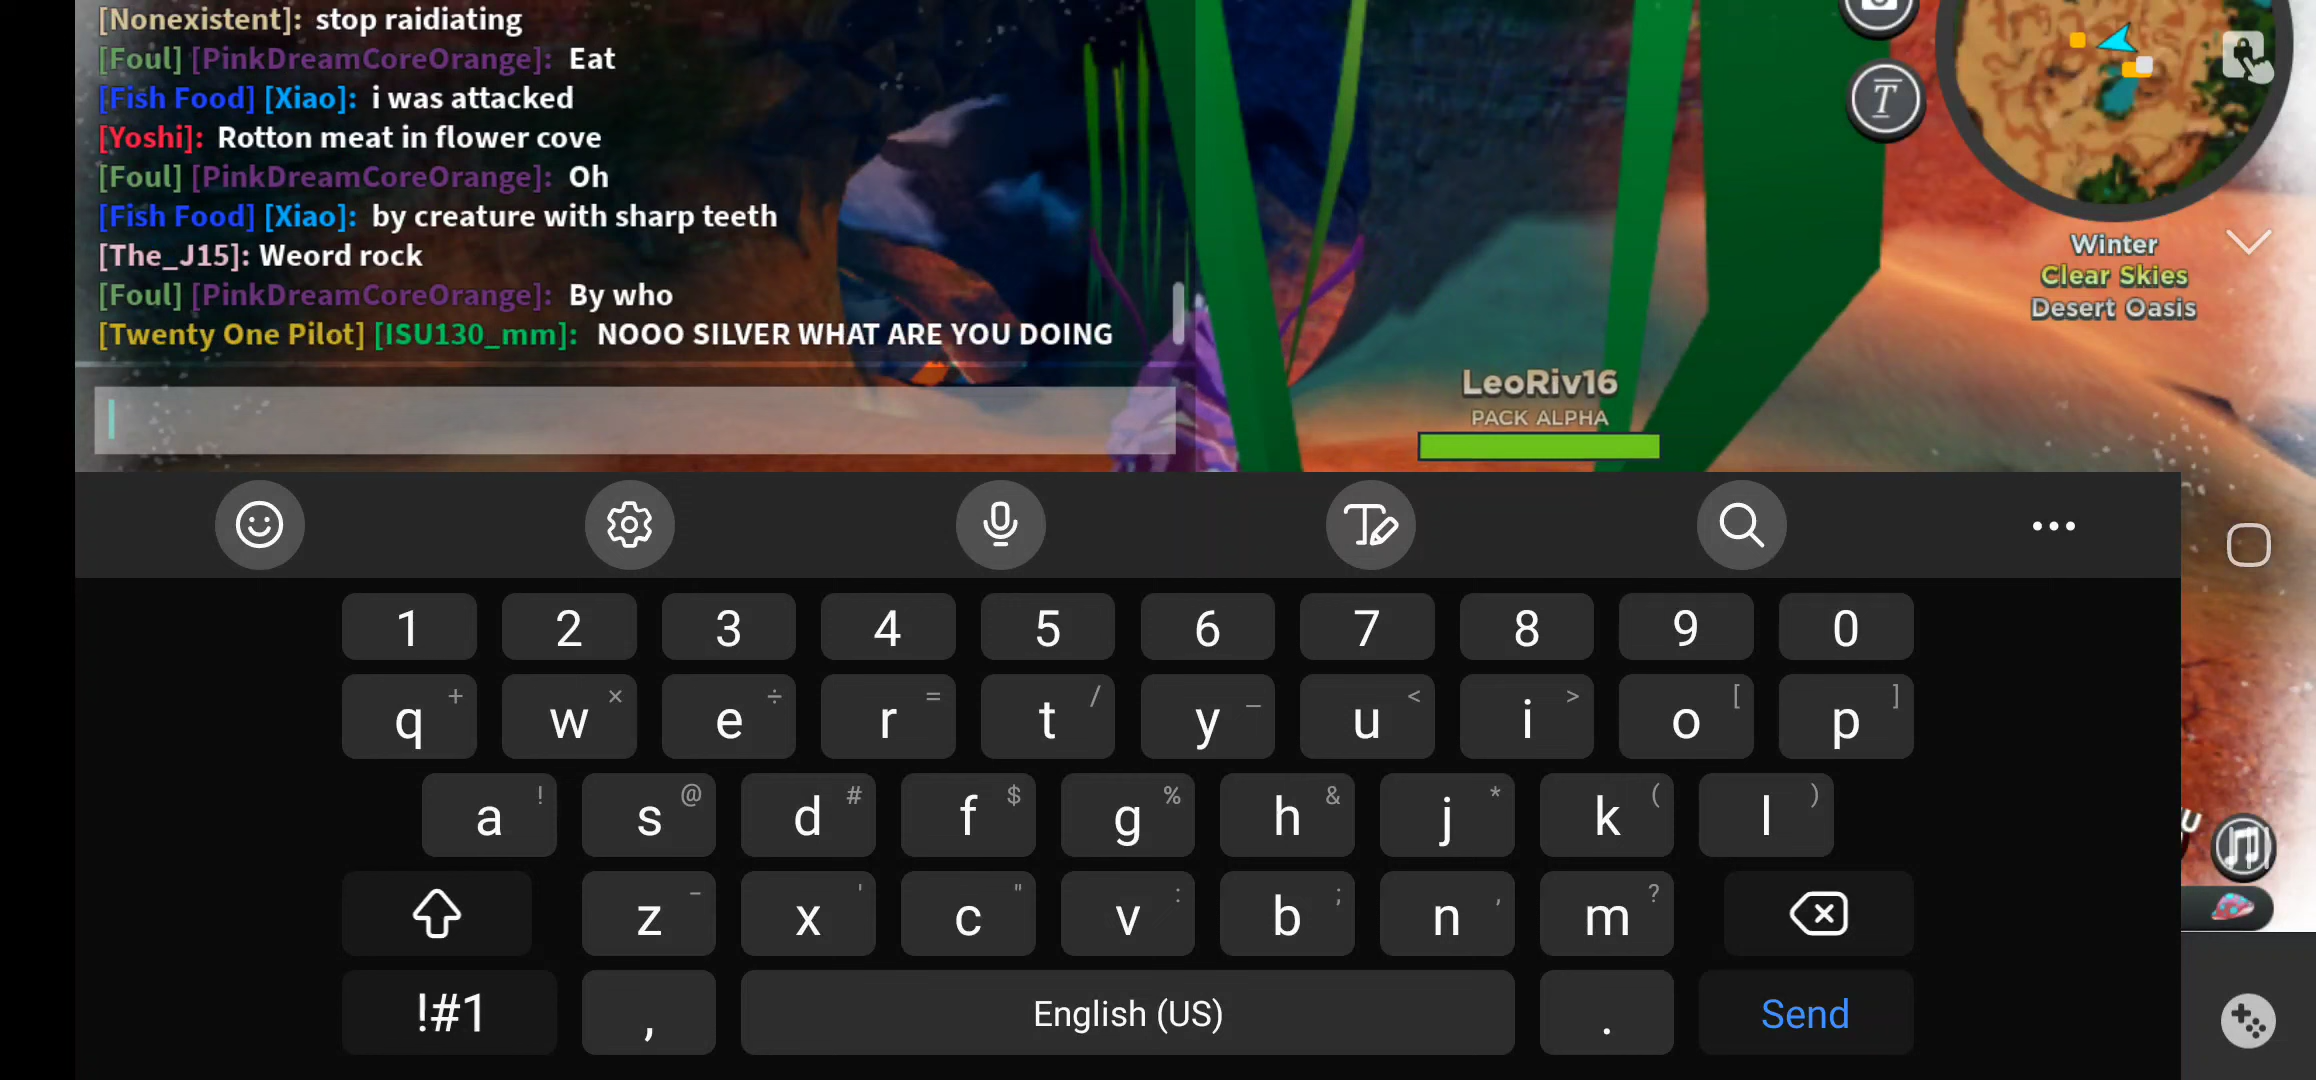 [Nonexistent]: stop raidiating
[Foul] [PinkDreamCoreOrange]: Eat
[Fish Food] [Xiao]: i was attacked
[Yoshi]: Rotton meat in flower cove
[Foul] [PinkDreamCoreOrange]: Oh
[Fish Food] [Xiao]: by creature with sharp teeth
[The_J15]: Weord rock
[Foul] [PinkDreamCoreOrange]: By who
[Twenty One Pilot] [ISU130_mm]: NOOO SILVER WHAT ARE YOU DOING
T
Winter
Clear Skies
Desert Oasis
LeoRiv16
PACK ALPHA
1 2 3 4 5 6 7 8 9 0
q + w × e ÷ r = t / y _ u < i > o [ p ]
a ! s @ d # f $ g % h & j * k ( l )
z - x ' c " v : b ; n , m ?
!#1 , English (US) . Send